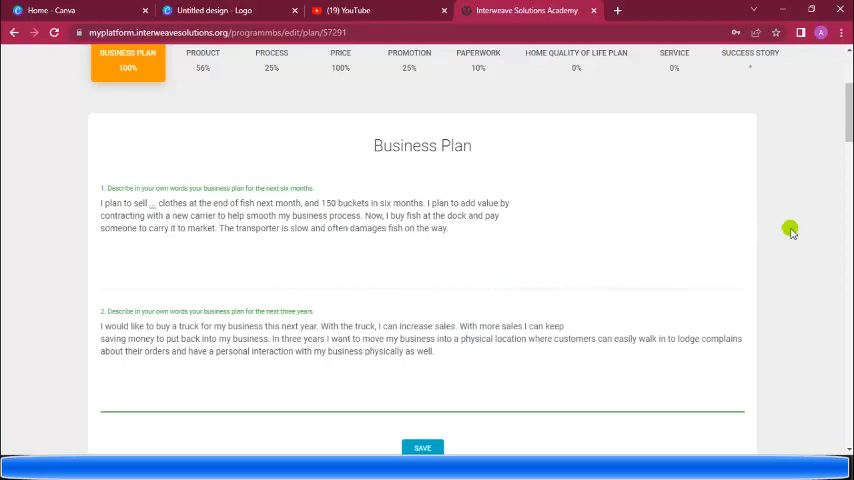 Home - Canva
Untitled design - Logo
(19) YouTube
Interweave Solutions Academy
myplatform.interweavesolutions.org/programmbs/edit/plan/57291
BUSINESS PLAN PRODUCT PROCESS PRICE PROMOTION PAPERWORK HOME QUALITY OF LIFE PLAN SERVICE SUCCESS STORY
100% 56% 25% 100% 25% 10% 0% 0% *
Business Plan
1. Describe in your own words your business plan for the next six months.
I plan to sell ... clothes at the end of fish next month, and 150 buckets in six months. I plan to add value by
contracting with a new carrier to help smooth my business process. Now, I buy fish at the dock and pay
someone to carry it to market. The transporter is slow and often damages fish on the way.
2. Describe in your own words your business plan for the next three years.
I would like to buy a truck for my business this next year. With the truck, I can increase sales. With more sales I can keep
saving money to put back into my business. In three years I want to move my business into a physical location where customers can easily walk in to lodge complains
about their orders and have a personal interaction with my business physically as well.
SAVE